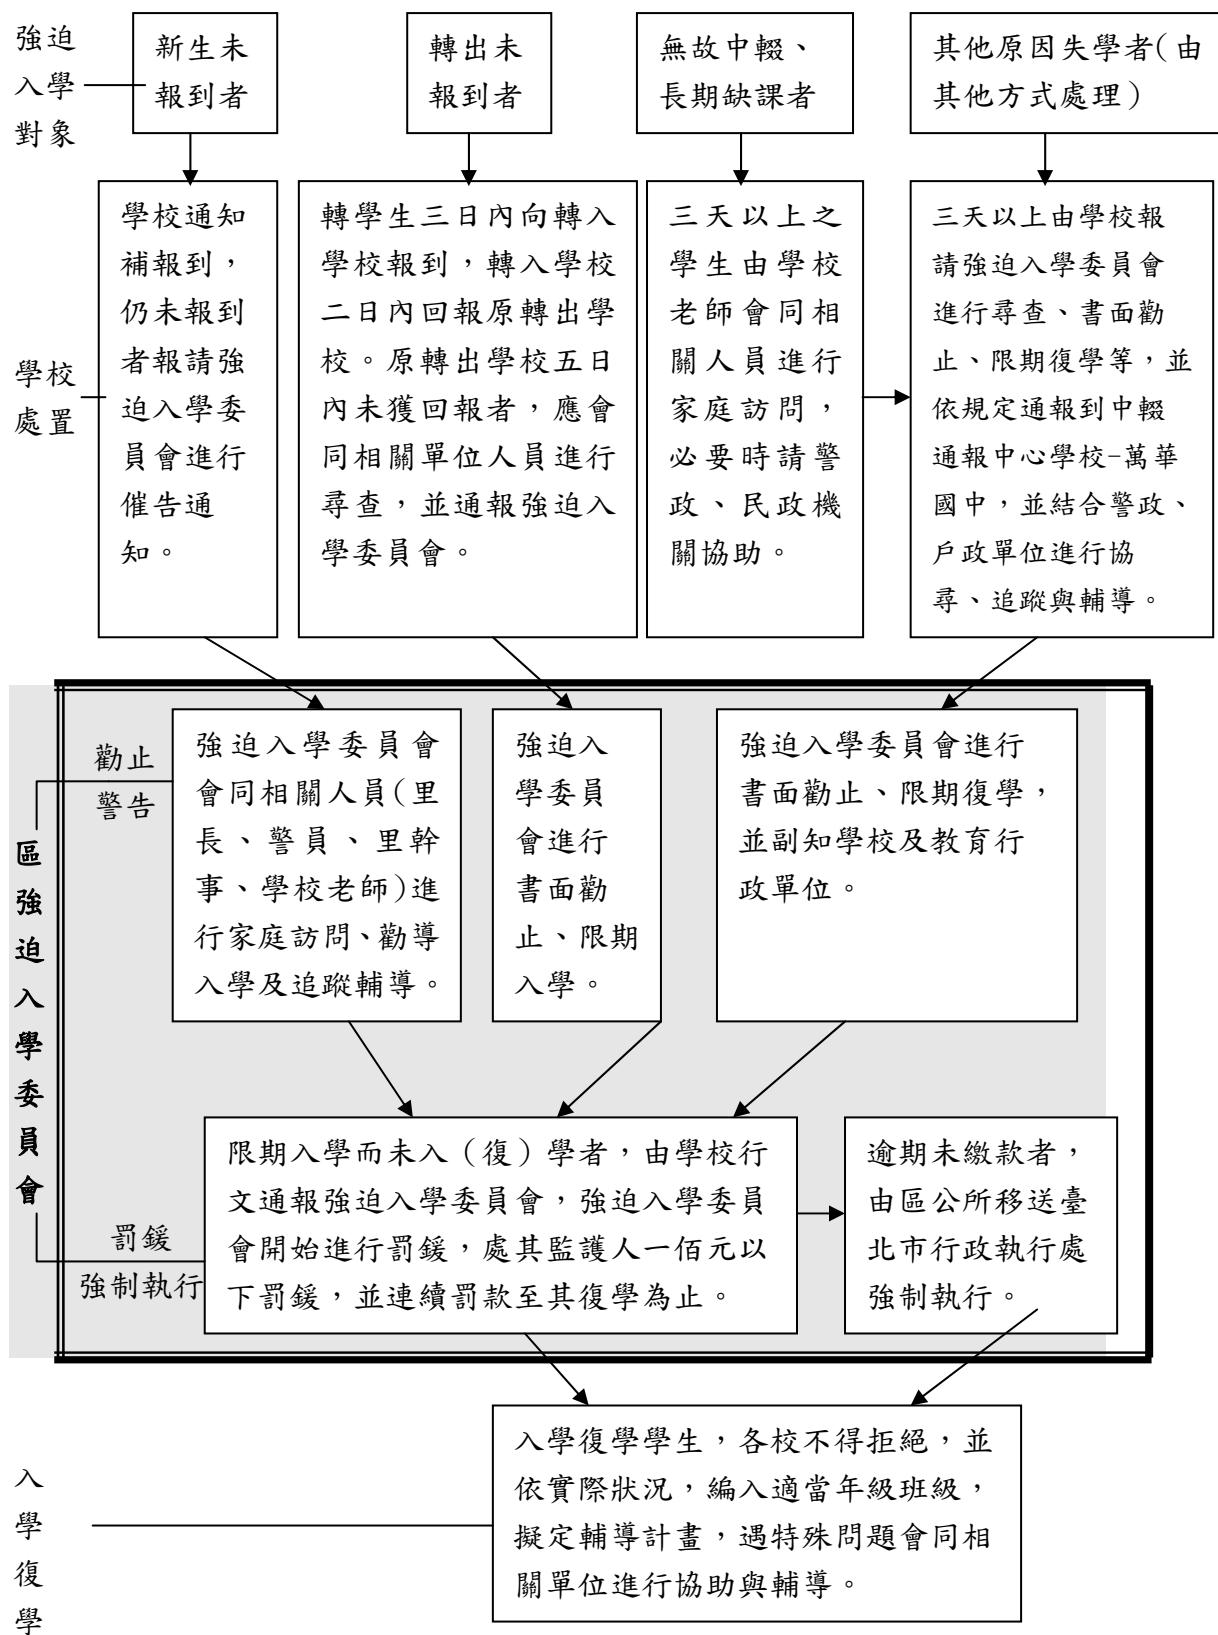 強迫
入學
對象
新生未
報到者
轉出未
報到者
無故中輟、
長期缺課者
其他原因失學者(由
其他方式處理)
學校
處置
學校通知
補報到,
仍未報到
者報請強
迫入學委
員會進行
催告通
知。
轉學生三日內向轉入
學校報到,轉入學校
二日內回報原轉出學
校。原轉出學校五日
內未獲回報者,應會
同相關單位人員進行
尋查,並通報強迫入
學委員會。
三天以上之
學生由學校
老師會同相
關人員進行
家庭訪問,
必要時請警
政、民政機
關協助。
三天以上由學校報
請強迫入學委員會
進行尋查、書面勸
止、限期復學等,並
依規定通報到中輟
通報中心學校-萬華
國中,並結合警政、
戶政單位進行協
尋、追蹤與輔導。
區強迫入學委員會
勸止
警告
強迫入學委員會
會同相關人員(里
長、警員、里幹
事、學校老師)進
行家庭訪問、勸導
入學及追蹤輔導。
強迫入
學委員
會進行
書面勸
止、限期
入學。
強迫入學委員會進行
書面勸止、限期復學,
並副知學校及教育行
政單位。
罰鍰
強制執行
限期入學而未入(復)學者,由學校行
文通報強迫入學委員會,強迫入學委員
會開始進行罰鍰,處其監護人一佰元以
下罰鍰,並連續罰款至其復學為止。
逾期未繳款者,
由區公所移送臺
北市行政執行處
強制執行。
入學復學
入學復學學生,各校不得拒絕,並
依實際狀況,編入適當年級班級,
擬定輔導計畫,遇特殊問題會同相
關單位進行協助與輔導。